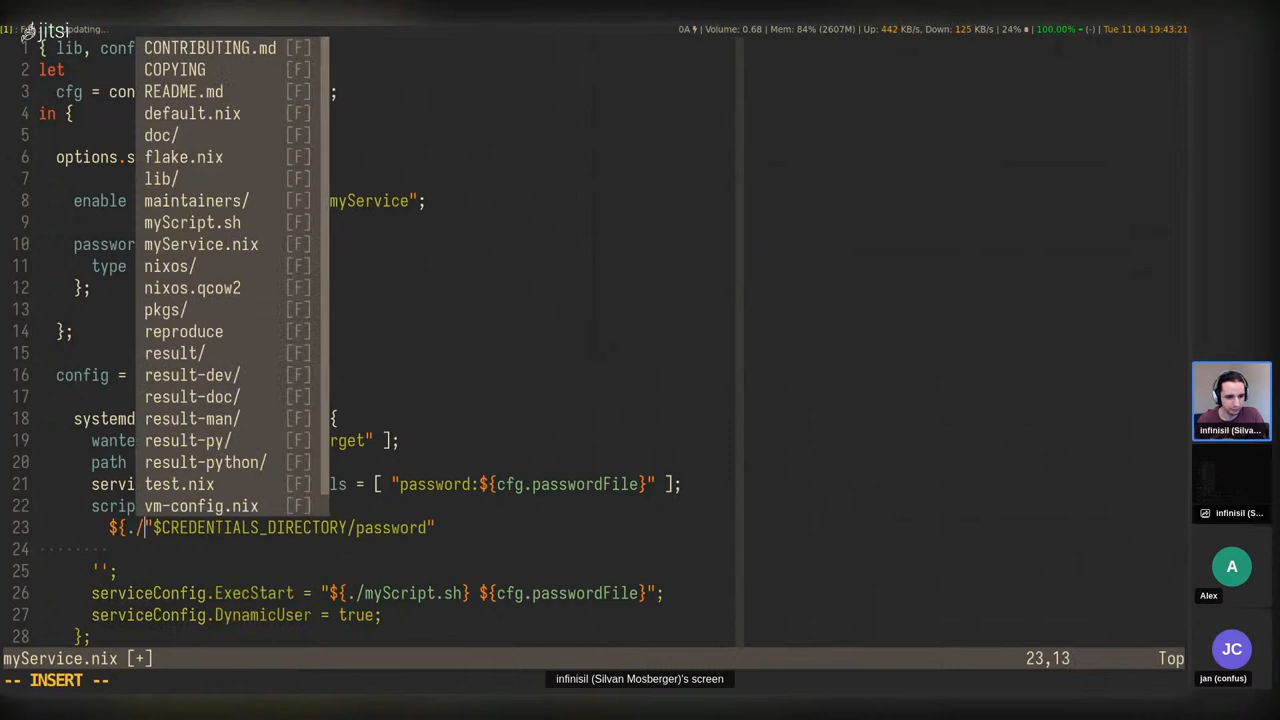 [1] : F
pdating...
0A
| Volume: 0.68 | Mem: 84% (2607M) | Up: 442 KB/s, Down: 125 KB/s | 24%
| 100.00% = (-) | Tue 11.04 19:43:21
jitsi
1 { lib, conf CONTRIBUTING.md [F]
2 let COPYING [F]
3 cfg = con README.md [F] ;
4 in { default.nix [F]
5 doc/ [F]
6 options.s flake.nix [F]
7 lib/ [F]
8 enable maintainers/ [F] myService";
9 myScript.sh [F]
10 passwor myService.nix [F]
11 type nixos/ [F]
12 }; nixos.qcow2 [F]
13 pkgs/ [F]
14 }; reproduce [F]
15 result/ [F]
16 config = result-dev/ [F]
17 result-doc/ [F]
18 systemd result-man/ [F] {
19 wante result-py/ [F] rget" ];
20 path result-python/ [F]
21 servi test.nix [F] ls = [ "password:${cfg.passwordFile}" ];
22 scrip vm-config.nix [F]
23 ${./"$CREDENTIALS_DIRECTORY/password"
24 ········
25 '';
26 serviceConfig.ExecStart = "${./myScript.sh} ${cfg.passwordFile}";
27 serviceConfig.DynamicUser = true;
28 };
myService.nix [+] 23,13 Top
-- INSERT --
infinisil (Silvan Mosberger)'s screen
infinisil (Silva...
infinisil (S...
A
Alex
JC
jan (confus)